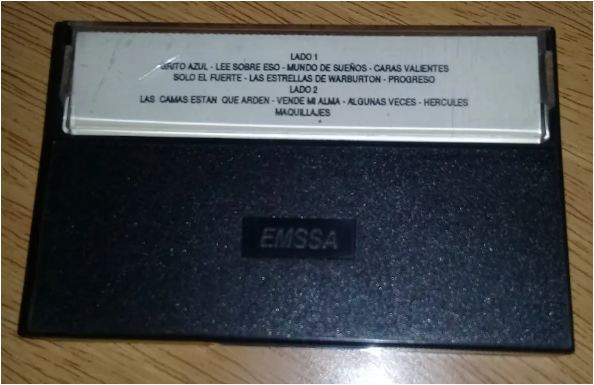 LADO 1
AZUL - LEE SOBRE ESO - MUNDO DE SUEÑOS - CARAS VALIENTES
SOLO EL FUERTE - LAS ESTRELLAS DE WARBURTON - PROGRESO
LADO 2
LAS CAMAS ESTAN QUE ARDEN - VENDE MI ALMA - ALGUNAS VECES - HERCULES
MAQUILLAJES
EMSSA